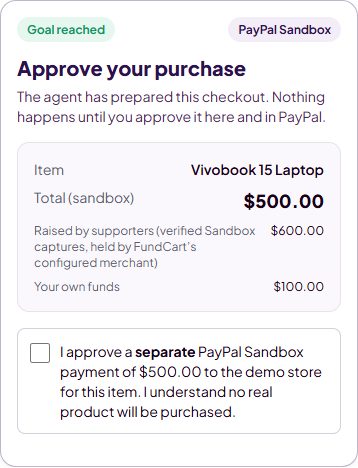 Goal reached
PayPal Sandbox
Approve your purchase
The agent has prepared this checkout. Nothing
happens until you approve it here and in PayPal.
Item Vivobook 15 Laptop
Total (sandbox) $500.00
Raised by supporters (verified Sandbox $600.00
captures, held by FundCart's
configured merchant)
Your own funds $100.00
I approve a separate PayPal Sandbox
payment of $500.00 to the demo store
for this item. I understand no real
product will be purchased.